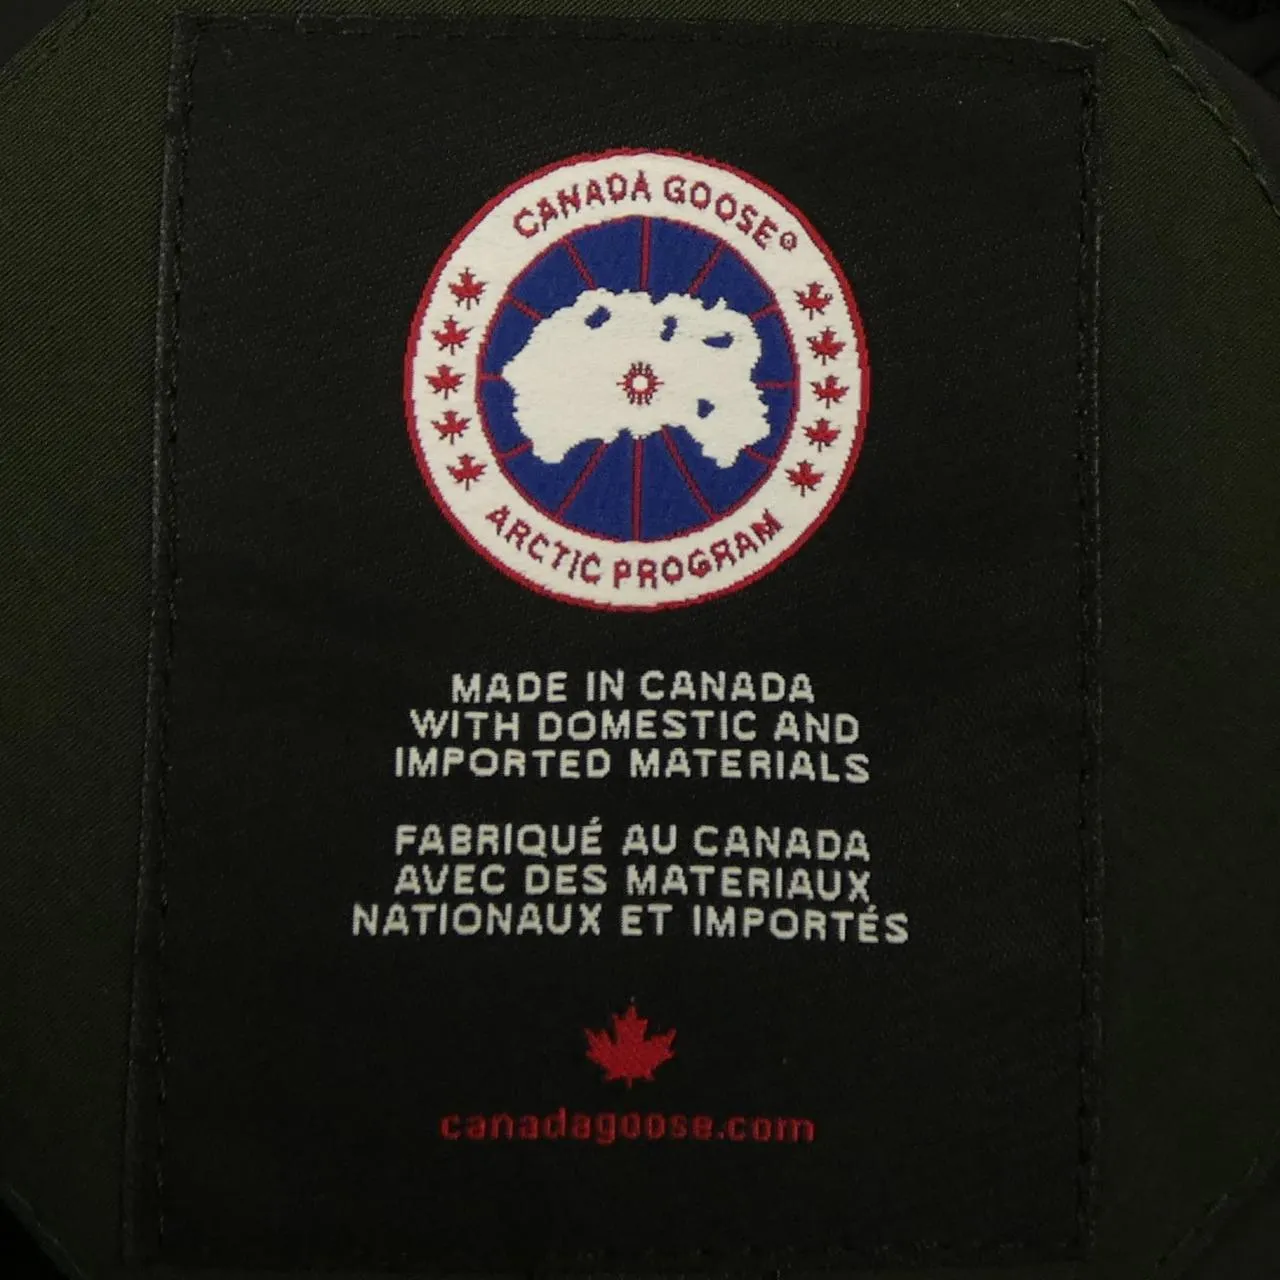 CANADA GOOSE®
ARCTIC PROGRAM
MADE IN CANADA
WITH DOMESTIC AND
IMPORTED MATERIALS
FABRIQUÉ AU CANADA
AVEC DES MATERIAUX
NATIONAUX ET IMPORTÉS
canadagoose.com